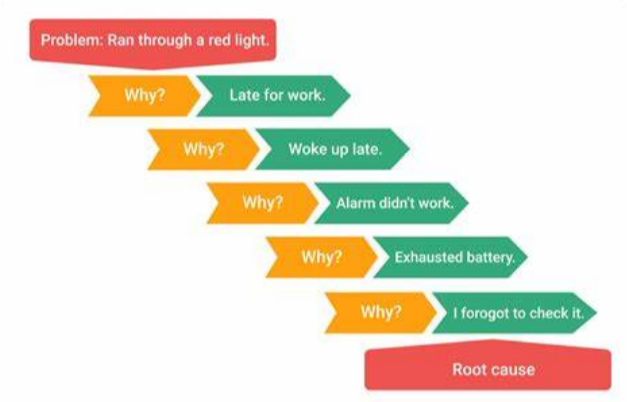 Problem: Ran through a red light.
Why? Late for work.
Why? Woke up late.
Why? Alarm didn't work.
Why? Exhausted battery.
Why? I forogot to check it.
Root cause